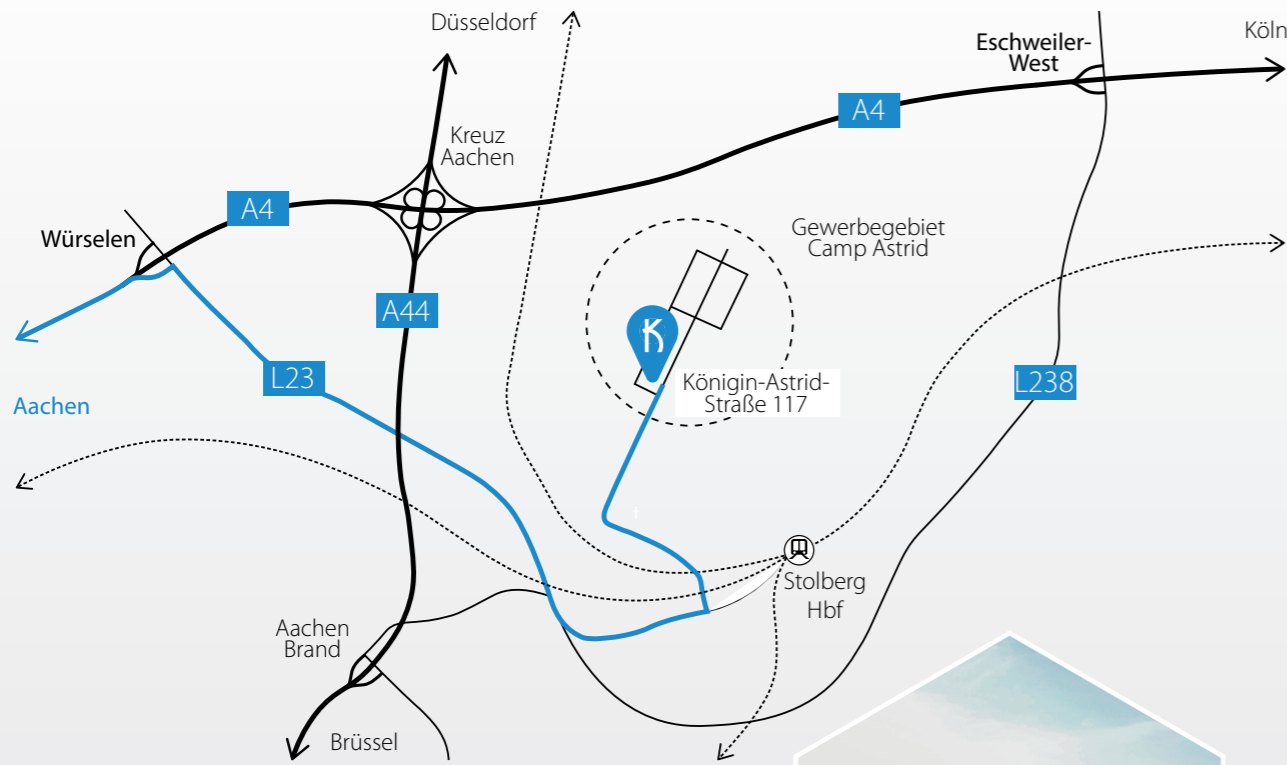 Düsseldorf
Eschweiler-
West
Köln
A4
Kreuz
Aachen
A4
Würselen
Gewerbegebiet
Camp Astrid
A44
K
L23
Königin-Astrid-
Straße 117
L238
Aachen
Stolberg
Hbf
Aachen
Brand
Brüssel